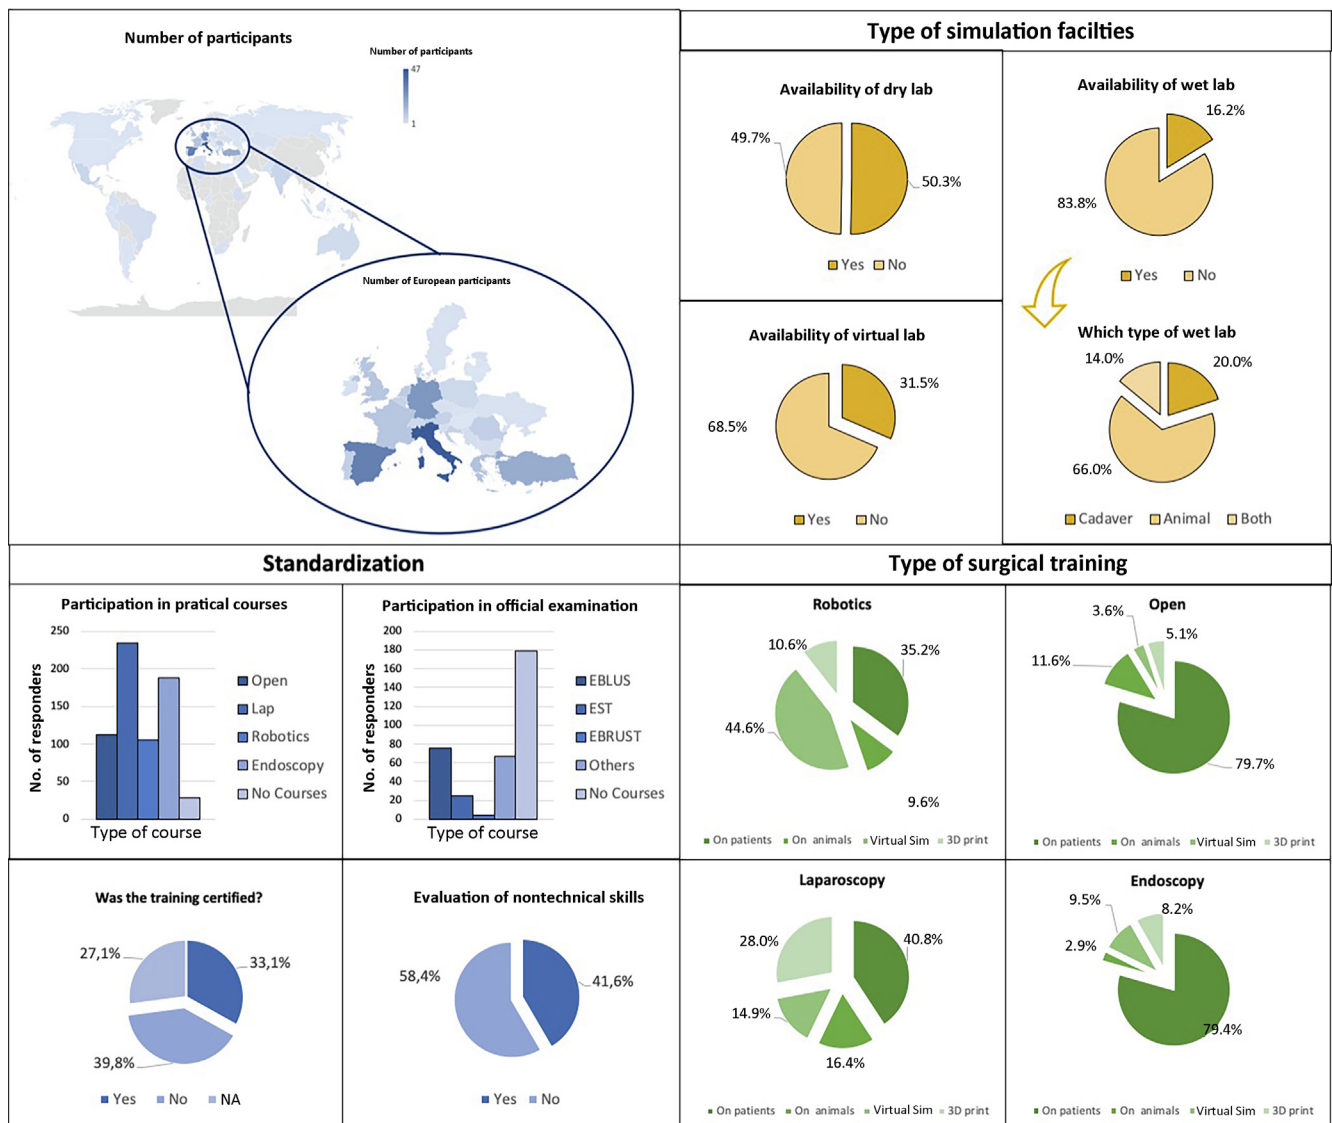 Number of participants
Number of participants
47
1
Number of European participants
Type of simulation facilties
Availability of dry lab
49.7%
50.3%
Yes No
Availability of wet lab
16.2%
83.8%
Yes No
Availability of virtual lab
31.5%
68.5%
Yes No
Which type of wet lab
14.0%
20.0%
66.0%
Cadaver Animal Both
Standardization
Participation in pratical courses
No. of responders
250
200
150
100
50
0
Type of course
Open
Lap
Robotics
Endoscopy
No Courses
Participation in official examination
No. of responders
200
180
160
140
120
100
80
60
40
20
0
Type of course
EBLUS
EST
EBRUST
Others
No Courses
Was the training certified?
27,1%
33,1%
39,8%
Yes No NA
Evaluation of nontechnical skills
58,4%
41,6%
Yes No
Type of surgical training
Robotics
10.6%
35.2%
44.6%
9.6%
On patients On animals Virtual Sim 3D print
Open
3.6%
5.1%
11.6%
79.7%
On patients On animals Virtual Sim 3D print
Laparoscopy
28.0%
40.8%
14.9%
16.4%
On patients On animals Virtual Sim 3D print
Endoscopy
9.5%
8.2%
2.9%
79.4%
On patients On animals Virtual Sim 3D print